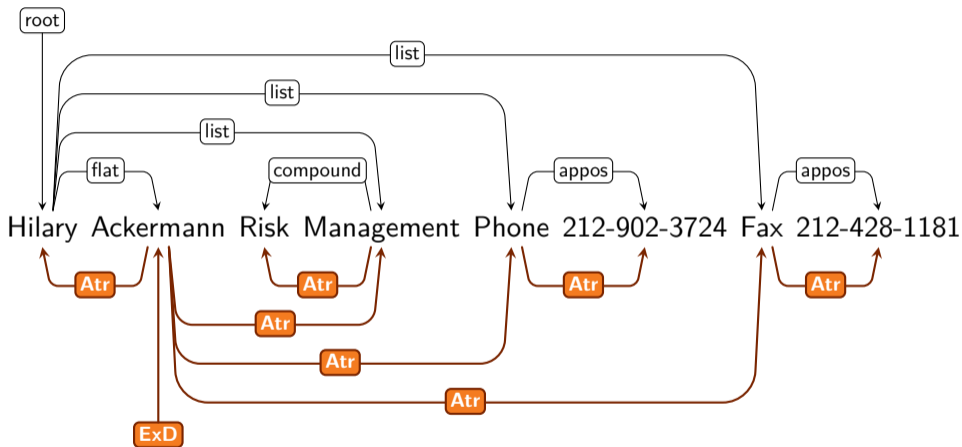 root
list
list
list
flat compound appos appos
Hilary Ackermann Risk Management Phone 212-902-3724 Fax 212-428-1181
Atr Atr Atr Atr
Atr
Atr
Atr
ExD